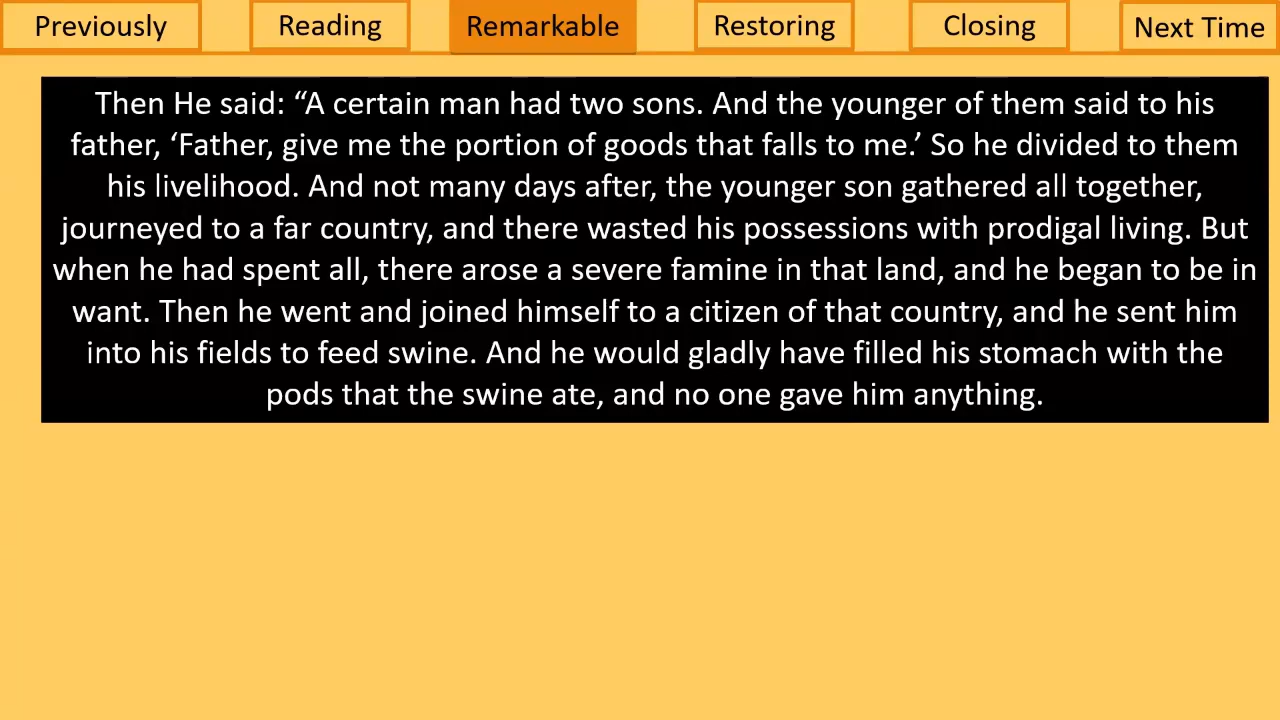 Previously
Reading
Remarkable
Restoring
Closing
Next Time
Then He said: “A certain man had two sons. And the younger of them said to his
father, ‘Father, give me the portion of goods that falls to me.’ So he divided to them
his livelihood. And not many days after, the younger son gathered all together,
journeyed to a far country, and there wasted his possessions with prodigal living. But
when he had spent all, there arose a severe famine in that land, and he began to be in
want. Then he went and joined himself to a citizen of that country, and he sent him
into his fields to feed swine. And he would gladly have filled his stomach with the
pods that the swine ate, and no one gave him anything.